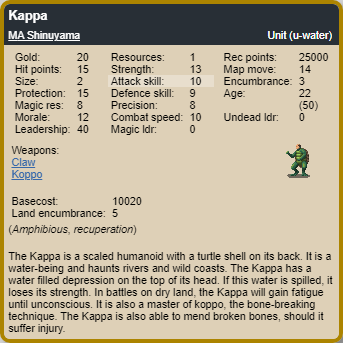 Kappa
MA Shinuyama Unit (u-water)
Gold: 20 Resources: 1 Rec points: 25000
Hit points: 15 Strength: 13 Map move: 14
Size: 2 Attack skill: 10 Encumbrance: 3
Protection: 15 Defence skill: 9 Age: 22
Magic res: 8 Precision: 8 (50)
Morale: 12 Combat speed: 10 Undead ldr: 0
Leadership: 40 Magic ldr: 0
Weapons:
Claw
Koppo
Basecost: 10020
Land encumbrance: 5
(Amphibious, recuperation)
The Kappa is a scaled humanoid with a turtle shell on its back. It is a
water-being and haunts rivers and wild coasts. The Kappa has a
water filled depression on the top of its head. If this water is spilled, it
loses its strength. In battles on dry land, the Kappa will gain fatigue
until unconscious. It is also a master of koppo, the bone-breaking
technique. The Kappa is also able to mend broken bones, should it
suffer injury.